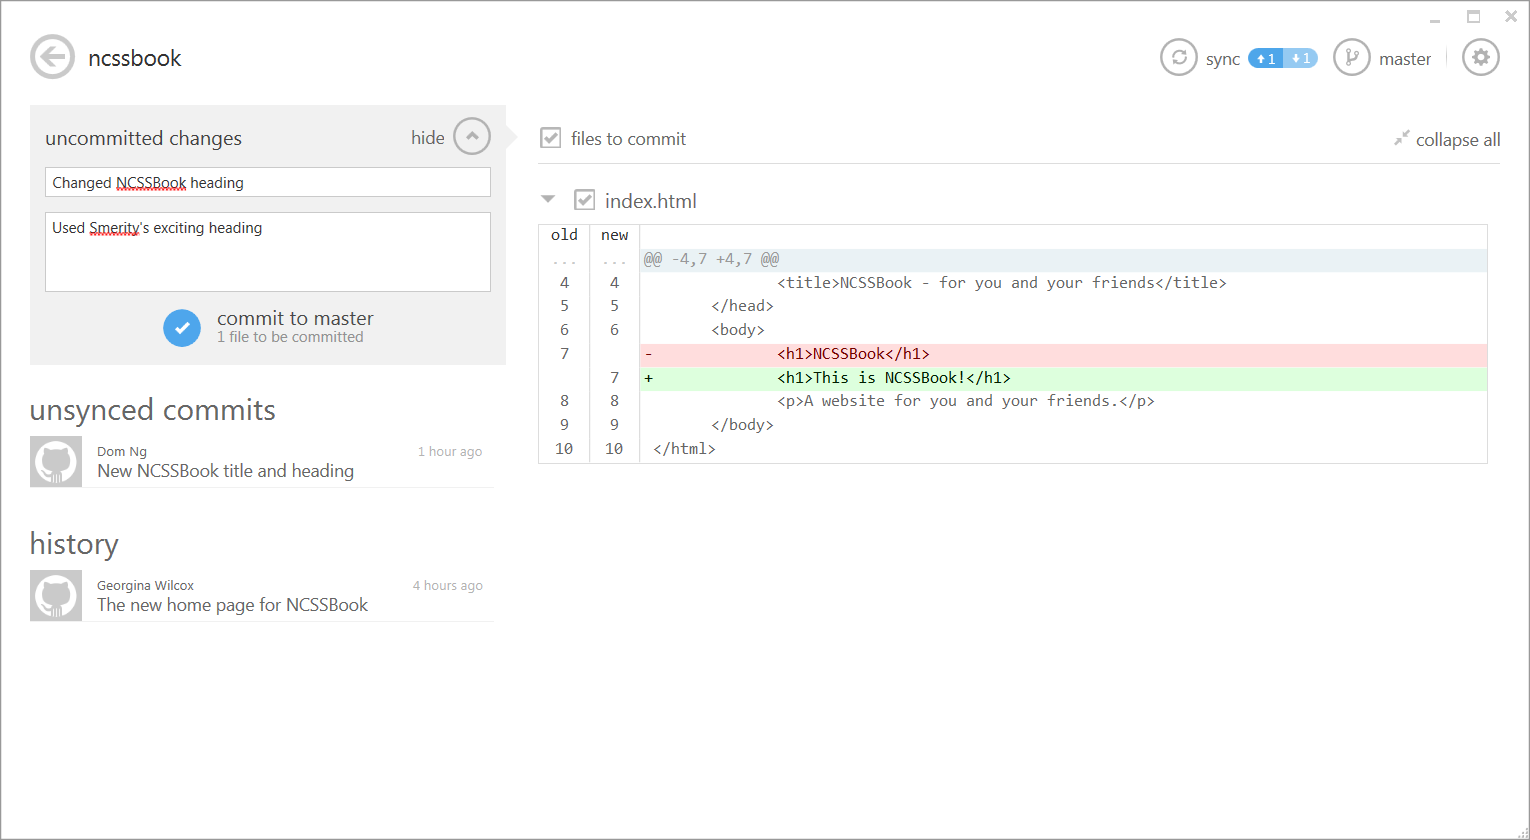 ncssbook
sync 1 1 master
uncommitted changes hide
Changed NCSSBook heading
Used Smerity's exciting heading
commit to master
1 file to be committed
unsynced commits
Dom Ng 1 hour ago
New NCSSBook title and heading
history
Georgina Wilcox 4 hours ago
The new home page for NCSSBook
files to commit collapse all
index.html
old new
... ... @@ -4,7 +4,7 @@
4 4 <title>NCSSBook - for you and your friends</title>
5 5 </head>
6 6 <body>
7 - <h1>NCSSBook</h1>
7 + <h1>This is NCSSBook!</h1>
8 8 <p>A website for you and your friends.</p>
9 9 </body>
10 10 </html>